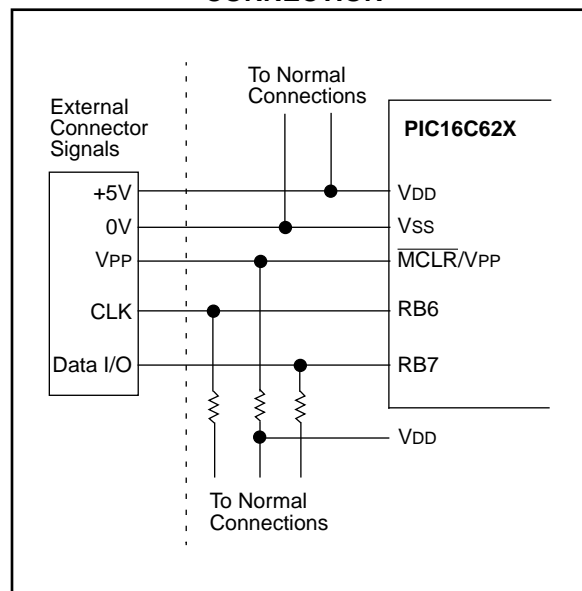 To Normal
Connections
External
Connector
Signals
PIC16C62X
+5V
VDD
0V
VSS
VPP
MCLR/VPP
CLK
RB6
Data I/O
RB7
VDD
To Normal
Connections